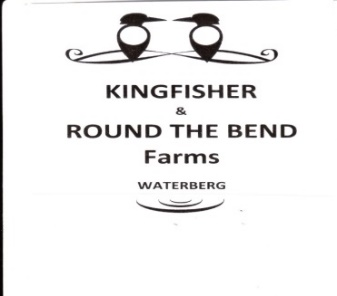 KINGFISHER
&
ROUND THE BEND
Farms
WATERBERG